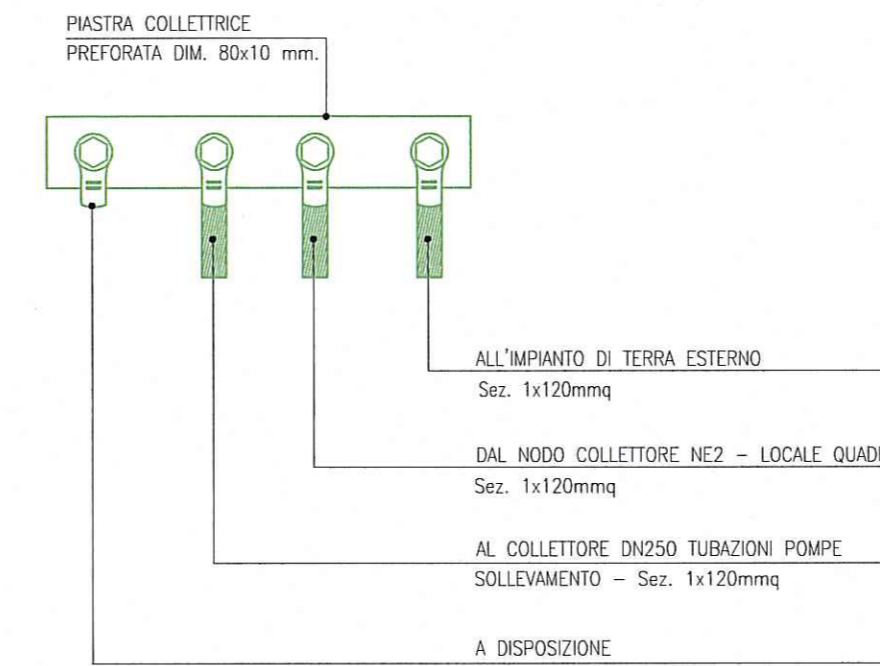 PIASTRA COLLETTRICE
PREFORATA DIM. 80x10 mm.
ALL'IMPIANTO DI TERRA ESTERNO
Sez. 1x120mmq
DAL NODO COLLETTORE NE2 – LOCALE
Sez. 1x120mmq
AL COLLETTORE DN250 TUBAZIONI POMPE
SOLLEVAMENTO – Sez. 1x120mmq
A DISPOSIZIONE